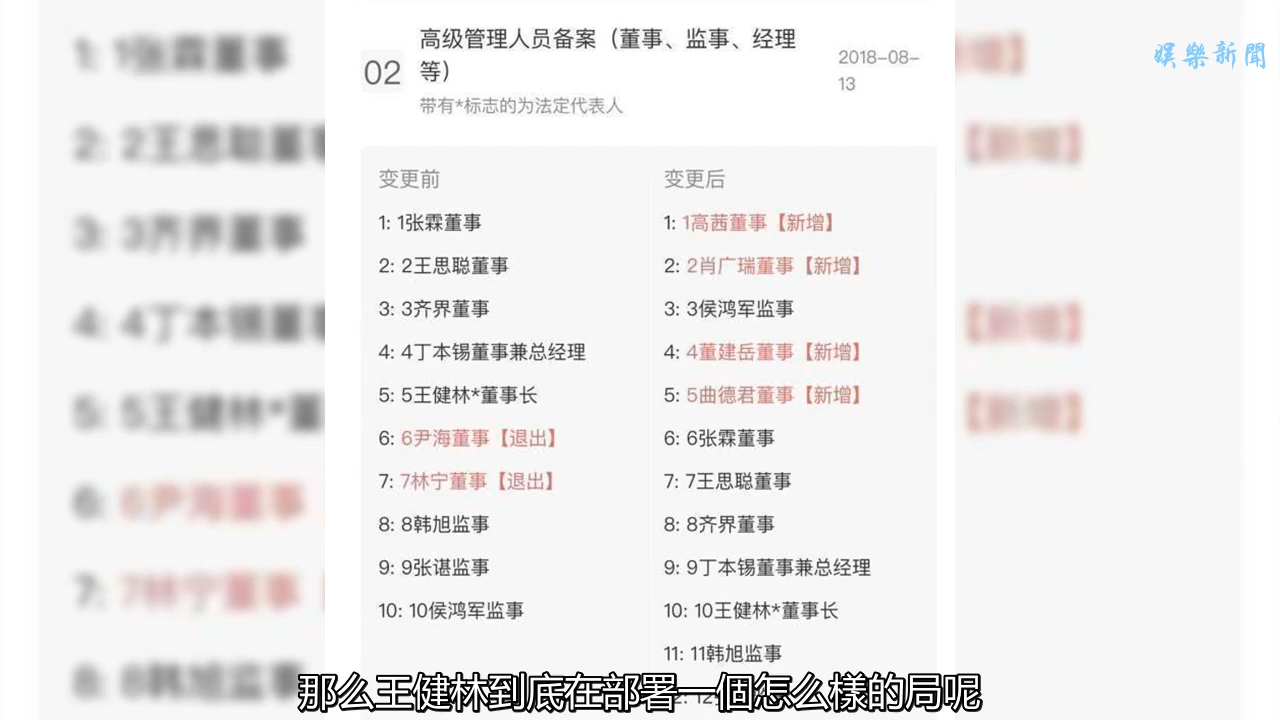 娱樂新聞
02
高级管理人员备案（董事、监事、经理
等）
带有*标志的为法定代表人
2018-08-
13
变更前
1: 1张霖董事
2: 2王思聪董事
3: 3齐界董事
4: 4丁本锡董事兼总经理
5: 5王健林*董事长
6: 6尹海董事【退出】
7: 7林宁董事【退出】
8: 8韩旭监事
9: 9张谌监事
10: 10侯鸿军监事
变更后
1: 1高茜董事【新增】
2: 2肖广瑞董事【新增】
3: 3侯鸿军监事
4: 4董建岳董事【新增】
5: 5曲德君董事【新增】
6: 6张霖董事
7: 7王思聪董事
8: 8齐界董事
9: 9丁本锡董事兼总经理
10: 10王健林*董事长
11: 11韩旭监事
那么王健林到底在部署一個怎么樣的局呢